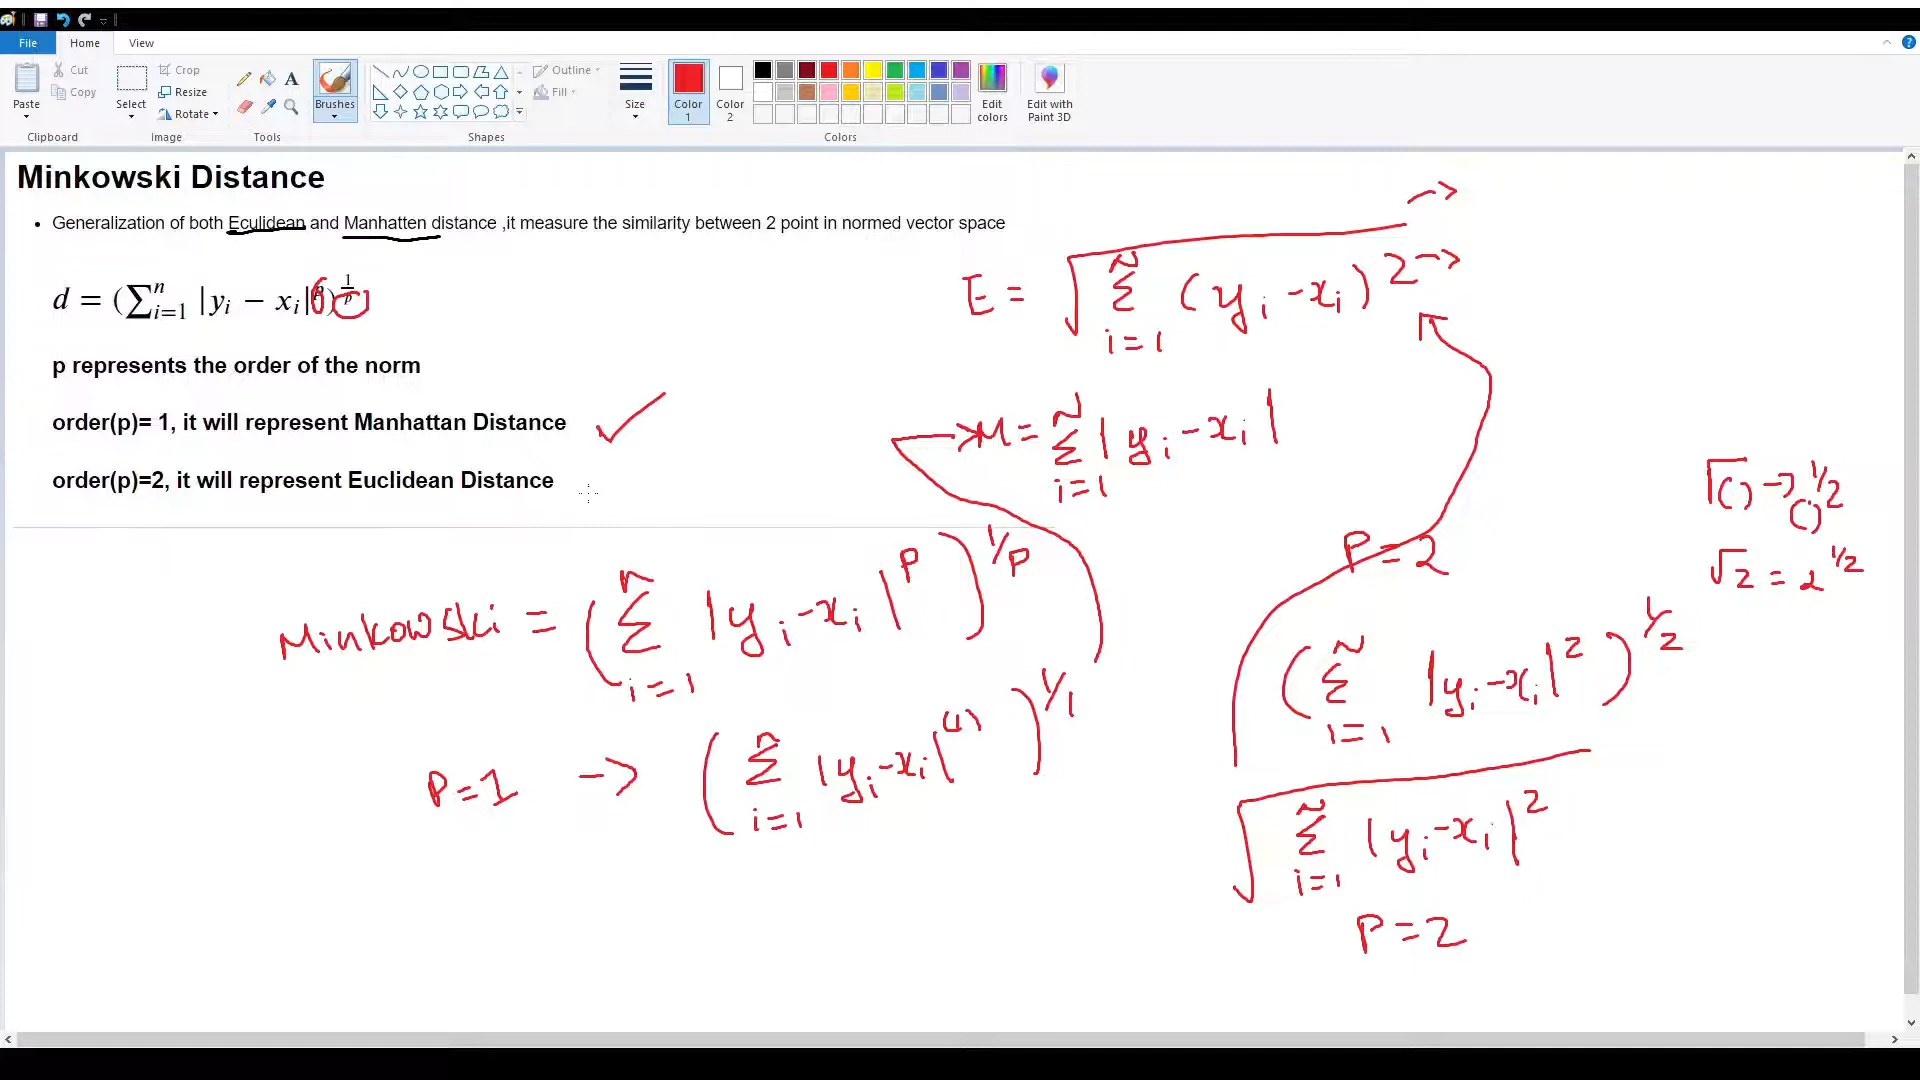 File Home View
Paste Cut Copy Clipboard
Select Crop Resize Rotate Image
Tools
Brushes
Outline Fill Shapes
Size
Color 1 Color 2 Edit colors Edit with Paint 3D Colors
Minkowski Distance
• Generalization of both Eculidean and Manhatten distance ,it measure the similarity between 2 point in normed vector space
d = (∑ⁿᵢ₌₁ |yᵢ − xᵢ|ᵖ)^(1/p)
p represents the order of the norm
order(p)= 1, it will represent Manhattan Distance
order(p)=2, it will represent Euclidean Distance
E = √ n Σ i=1 (yi - xi)² → →
→ M = n Σ i=1 |yi - xi|
√( ) → ( )^1/2
√2 = 2^1/2
Minkowski = ( n Σ i=1 |yi - xi|^P )^1/P
P=1 → ( n Σ i=1 |yi - xi|^(1) )^1/1
P=2
( n Σ i=1 |yi - xi|² )^1/2
√ n Σ i=1 |yi - xi|²
P=2